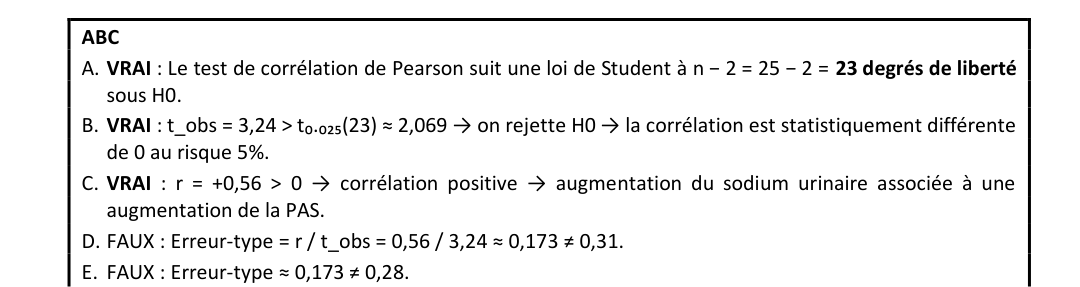 ABC
A. VRAI : Le test de corrélation de Pearson suit une loi de Student à n − 2 = 25 − 2 = 23 degrés de liberté
sous H0.
B. VRAI : t_obs = 3,24 > t₀.₀₂₅(23) ≈ 2,069 → on rejette H0 → la corrélation est statistiquement différente
de 0 au risque 5%.
C. VRAI : r = +0,56 > 0 → corrélation positive → augmentation du sodium urinaire associée à une
augmentation de la PAS.
D. FAUX : Erreur-type = r / t_obs = 0,56 / 3,24 ≈ 0,173 ≠ 0,31.
E. FAUX : Erreur-type ≈ 0,173 ≠ 0,28.